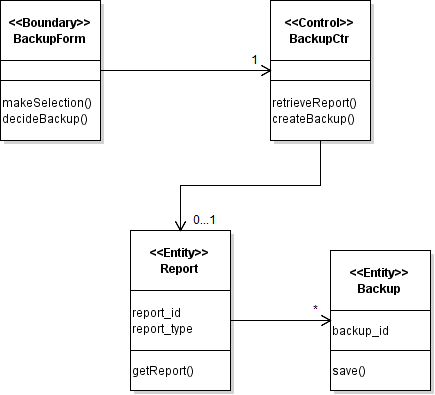 <<Boundary>>
BackupForm
makeSelection()
decideBackup()
1
<<Control>>
BackupCtr
retrieveReport()
createBackup()
0...1
<<Entity>>
Report
report_id
report_type
getReport()
*
<<Entity>>
Backup
backup_id
save()